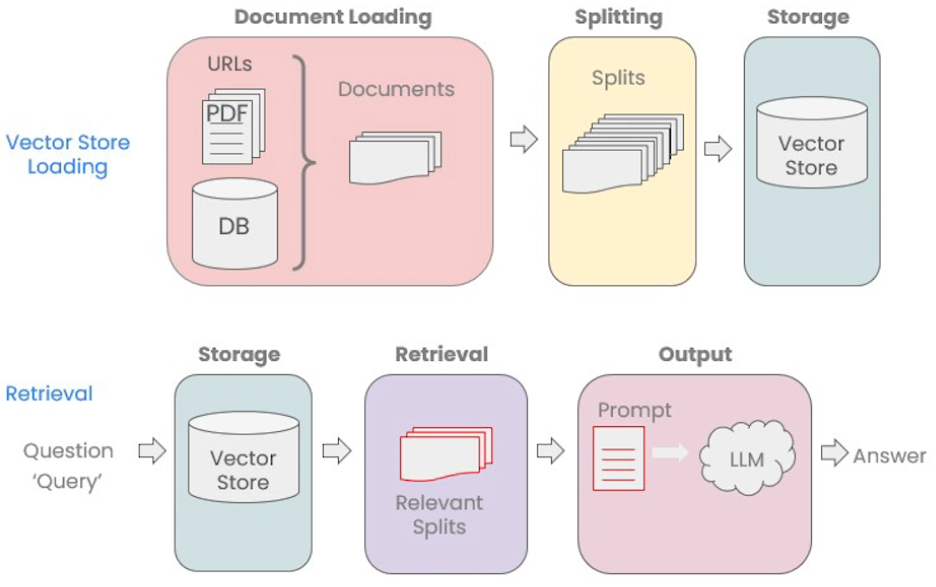 Document Loading
Splitting
Storage
URLs
PDF
DB
Documents
Splits
Vector
Store
Vector Store
Loading
Storage
Retrieval
Output
Retrieval
Question
‘Query’
Vector
Store
Relevant
Splits
Prompt
LLM
Answer